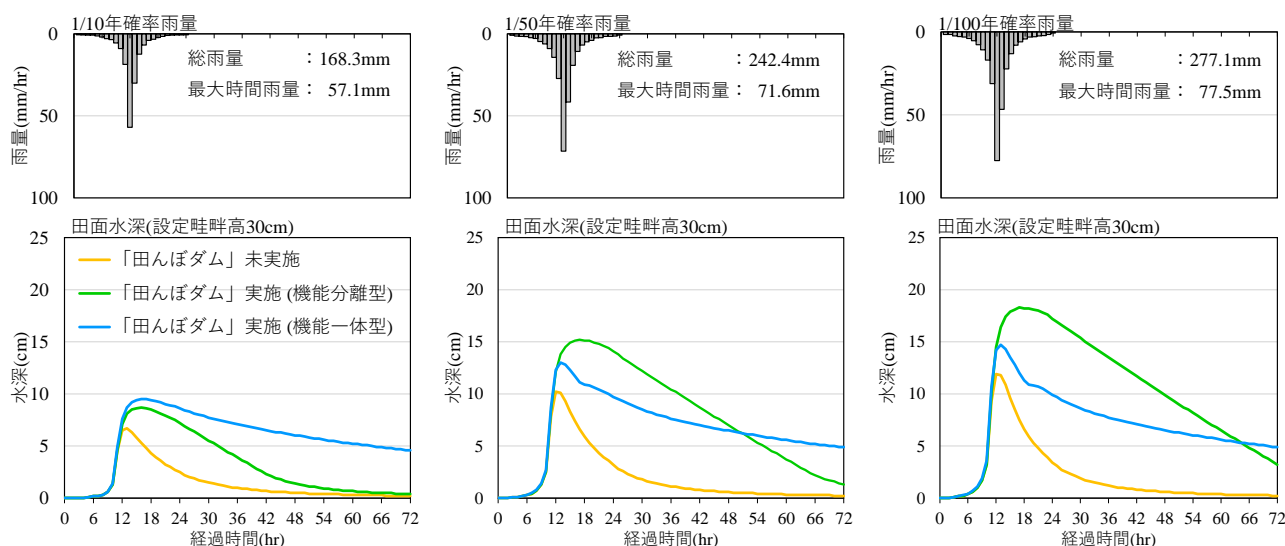 1/10年確率雨量
0
50
100
雨量(mm/hr)
総雨量 :168.3mm
最大時間雨量: 57.1mm
1/50年確率雨量
0
50
100
雨量(mm/hr)
総雨量 :242.4mm
最大時間雨量: 71.6mm
1/100年確率雨量
0
50
100
雨量(mm/hr)
総雨量 :277.1mm
最大時間雨量: 77.5mm
田面水深(設定畦畔高30cm)
25
20
15
10
5
0
水深(cm)
「田んぼダム」未実施
「田んぼダム」実施 (機能分離型)
「田んぼダム」実施 (機能一体型)
0 6 12 18 24 30 36 42 48 54 60 66 72
経過時間(hr)
田面水深(設定畦畔高30cm)
25
20
15
10
5
0
水深(cm)
0 6 12 18 24 30 36 42 48 54 60 66 72
経過時間(hr)
田面水深(設定畦畔高30cm)
25
20
15
10
5
0
水深(cm)
0 6 12 18 24 30 36 42 48 54 60 66 72
経過時間(hr)